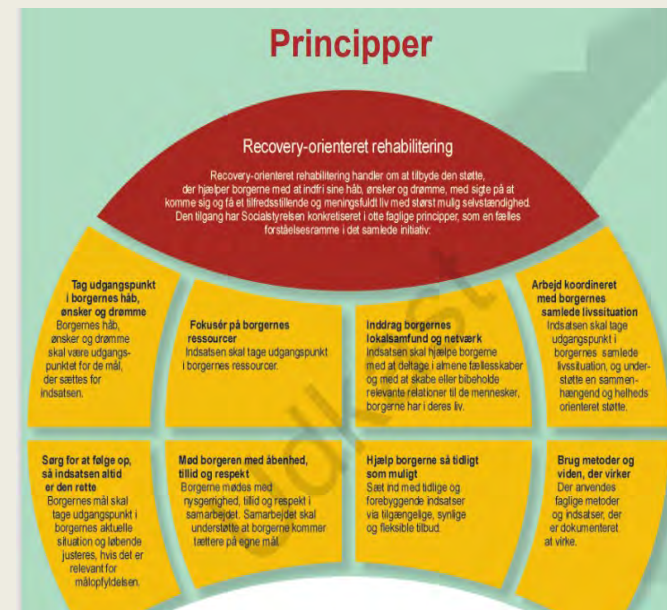 Principper
Recovery-orienteret rehabilitering
Recovery-orienteret rehabilitering handler om at tilbyde den støtte,
der hjælper borgerne med at indfri sine håb, ønsker og drømme, med sigte på at
komme sig og få et tilfredsstillende og meningsfuldt liv med størst mulig selvstændighed.
Den tilgang har Socialstyrelsen konkretiseret i otte faglige principper, som en fælles
forståelsesramme i det samlede initiativ:
Tag udgangspunkt
i borgernes håb,
ønsker og drømme
Borgernes håb,
ønsker og drømme
skal være udgangs-
punktet for de mål,
der sættes for
indsatsen.
Fokusér på borgernes
ressourcer
Indsatsen skal tage udgangspunkt
i borgernes ressourcer.
Inddrag borgernes
lokalsamfund og netværk
Indsatsen skal hjælpe borgerne
med at deltage i almene fællesskaber
og med at skabe eller bibeholde
relevante relationer til de mennesker,
borgerne har i deres liv.
Arbejd koordineret
med borgernes
samlede livssituation
Indsatsen skal tage
udgangspunkt i
borgernes samlede
livssituation, og under-
støtte en sammen-
hængend og helheds
orienteret støtte.
Sørg for at følge op,
så indsatsen altid
er den rette
Borgernes mål skal
tage udgangspunkt i
borgernes aktuelle
situation og løbende
justeres, hvis det er
relevant for
målopfyldelsen.
Mød borgeren med åbenhed,
tillid og respekt
Borgerne mødes med
nysgerrighed, tillid og respekt i
samarbejdet. Samarbejdet skal
understøtte at borgerne kommer
tættere på egne mål.
Hjælp borgerne så tidligt
som muligt
Sæt ind med tidlige og
forebyggende indsatser
via tilgængelige, synlige
og fleksible tilbud.
Brug metoder og
viden, der virker
Der anvendes
faglige metoder
og indsatser, der
er dokumenteret
at virke.
Udkast